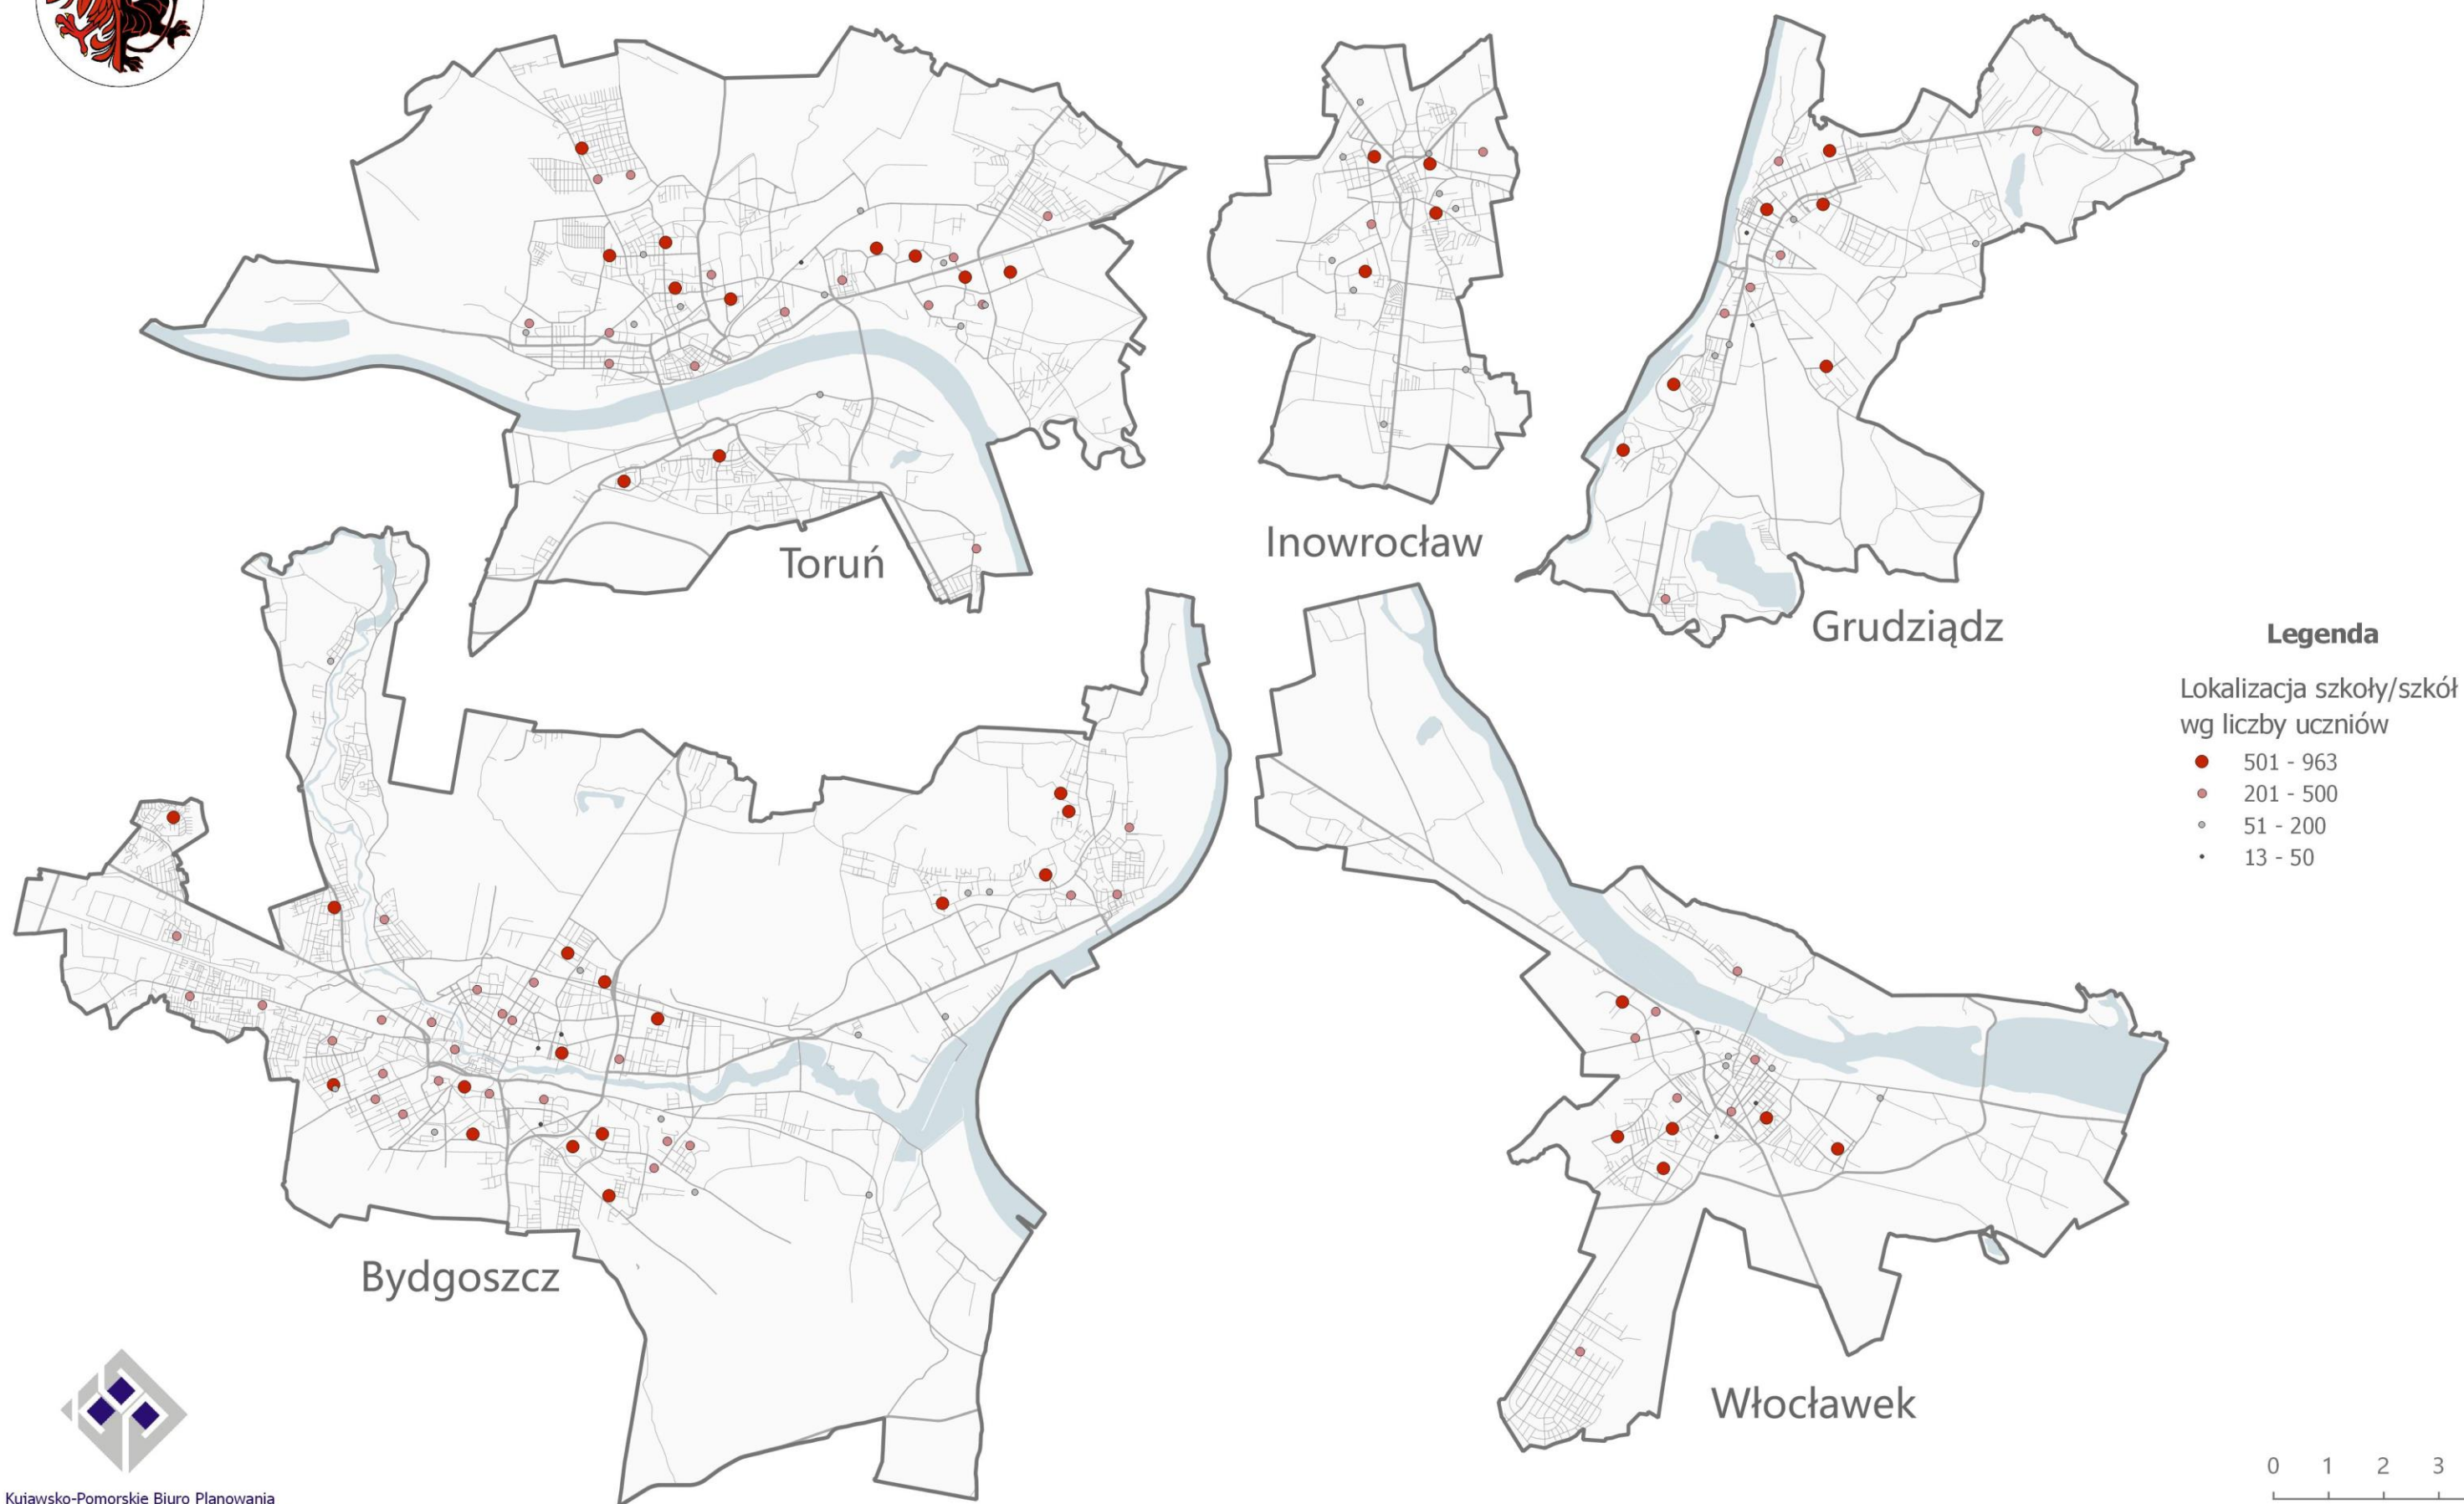 Toruń
Inowrocław
Grudziądz
Bydgoszcz
Włocławek
Legenda
Lokalizacja szkoły/szkół
wg liczby uczniów
501 - 963
201 - 500
51 - 200
13 - 50
Kujawsko-Pomorskie Biuro Planowania
0 1 2 3